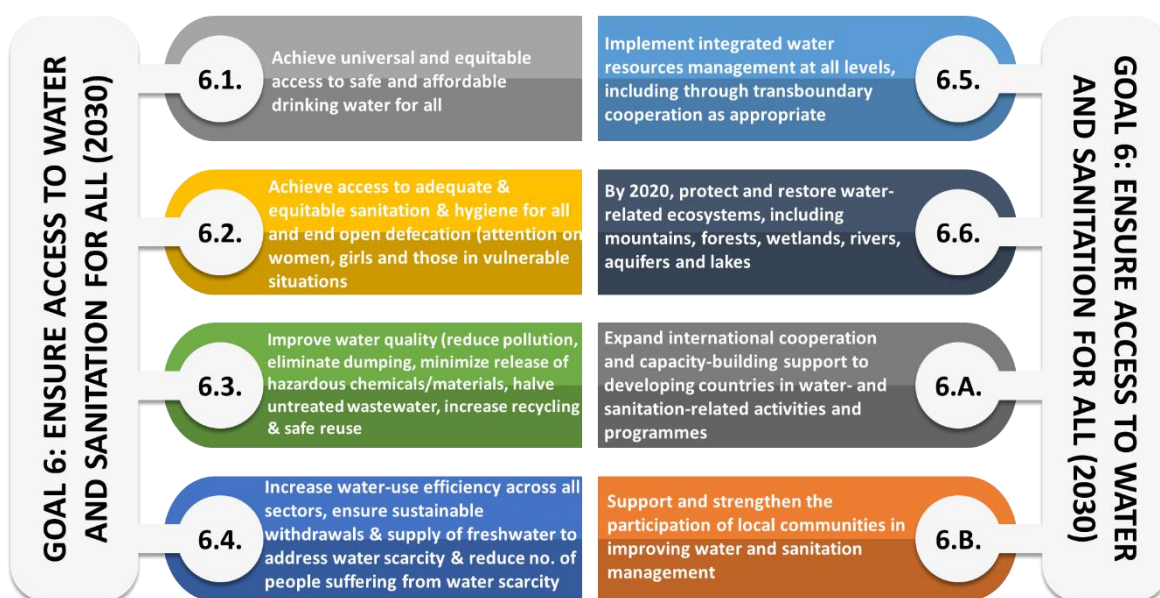 GOAL 6: ENSURE ACCESS TO WATER
AND SANITATION FOR ALL (2030)
6.1.
Achieve universal and equitable
access to safe and affordable
drinking water for all
6.2.
Achieve access to adequate &
equitable sanitation & hygiene for all
and end open defecation (attention on
women, girls and those in vulnerable
situations
6.3.
Improve water quality (reduce pollution,
eliminate dumping, minimize release of
hazardous chemicals/materials, halve
untreated wastewater, increase recycling
& safe reuse
6.4.
Increase water-use efficiency across all
sectors, ensure sustainable
withdrawals & supply of freshwater to
address water scarcity & reduce no. of
people suffering from water scarcity
Implement integrated water
resources management at all levels,
including through transboundary
cooperation as appropriate
6.5.
By 2020, protect and restore water-
related ecosystems, including
mountains, forests, wetlands, rivers,
aquifers and lakes
6.6.
Expand international cooperation
and capacity-building support to
developing countries in water- and
sanitation-related activities and
programmes
6.A.
Support and strengthen the
participation of local communities in
improving water and sanitation
management
6.B.
GOAL 6: ENSURE ACCESS TO WATER
AND SANITATION FOR ALL (2030)